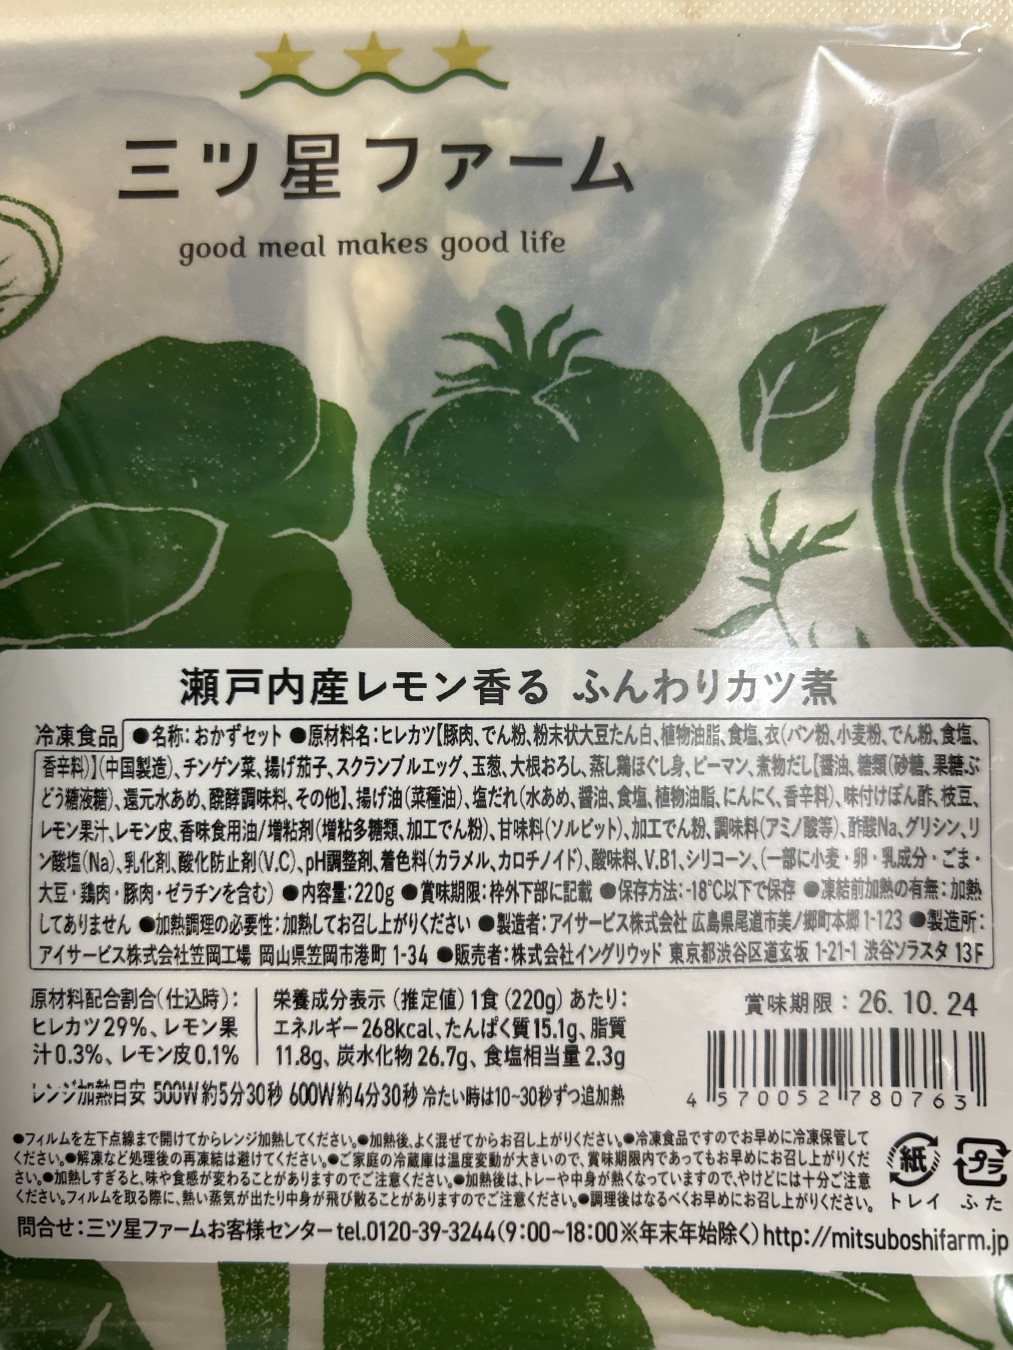 三ツ星ファーム
good meal makes good life
瀬戸内産レモン香る ふんわりカツ煮
冷凍食品 ●名称:おかずセット ●原材料名:ヒレカツ【豚肉、でん粉、粉末状大豆たん白、植物油脂、食塩、衣(パン粉、小麦粉、でん粉、食塩、
香辛料)】(中国製造)、チンゲン菜、揚げ茄子、スクランブルエッグ、玉葱、大根おろし、蒸し鶏ほぐし身、ピーマン、煮物だし【醤油、糖類(砂糖、果糖ぶ
どう糖液糖)、還元水あめ、醗酵調味料、その他】、揚げ油(菜種油)、塩だれ(水あめ、醤油、食塩、植物油脂、にんにく、香辛料)、味付けぽん酢、枝豆、
レモン果汁、レモン皮、香味食用油/増粘剤(増粘多糖類、加工でん粉)、甘味料(ソルビット)、加工でん粉、調味料(アミノ酸等)、酢酸Na、グリシン、リ
ン酸塩(Na)、乳化剤、酸化防止剤(V.C)、pH調整剤、着色料(カラメル、カロチノイド)、酸味料、V.B1、シリコーン、(一部に小麦・卵・乳成分・ごま・
大豆・鶏肉・豚肉・ゼラチンを含む) ●内容量:220g ●賞味期限:枠外下部に記載 ●保存方法:-18℃以下で保存 ●凍結前加熱の有無:加熱
してありません ●加熱調理の必要性:加熱してお召し上がりください ●製造者:アイサービス株式会社 広島県尾道市美ノ郷町本郷1-123 ●製造所:
アイサービス株式会社笠岡工場 岡山県笠岡市港町 1-34 ●販売者:株式会社イングリウッド 東京都渋谷区道玄坂 1-21-1 渋谷ソラスタ 13F
原材料配合割合(仕込時):
ヒレカツ29%、レモン果
汁0.3%、レモン皮0.1%
栄養成分表示(推定値)1食(220g)あたり:
エネルギー268kcal、たんぱく質15.1g、脂質
11.8g、炭水化物26.7g、食塩相当量2.3g
賞味期限:26.10.24
4570052780763
レンジ加熱目安 500W約5分30秒 600W約4分30秒 冷たい時は10~30秒ずつ追加熱
●フィルムを左下点線まで開けてからレンジ加熱してください。●加熱後、よく混ぜてからお召し上がりください。●冷凍食品ですのでお早めに冷凍保管して
ください。●解凍など処理後の再凍結は避けてください。●ご家庭の冷蔵庫は温度変動が大きいので、賞味期限内であってもお早めにお召し上がりくだ
さい。●加熱しすぎると、味や食感が変わることがありますのでご注意ください。●加熱後は、トレーや中身が熱くなっていますので、やけどには十分ご注意
ください。フィルムを取る際に、熱い蒸気が出たり中身が飛び散ることがありますのでご注意ください。●調理後はなるべくお早めにお召し上がりください。
紙
トレイ
プラ
ふた
問合せ:三ツ星ファームお客様センターtel.0120-39-3244(9:00~18:00※年末年始除く)http://mitsuboshifarm.jp